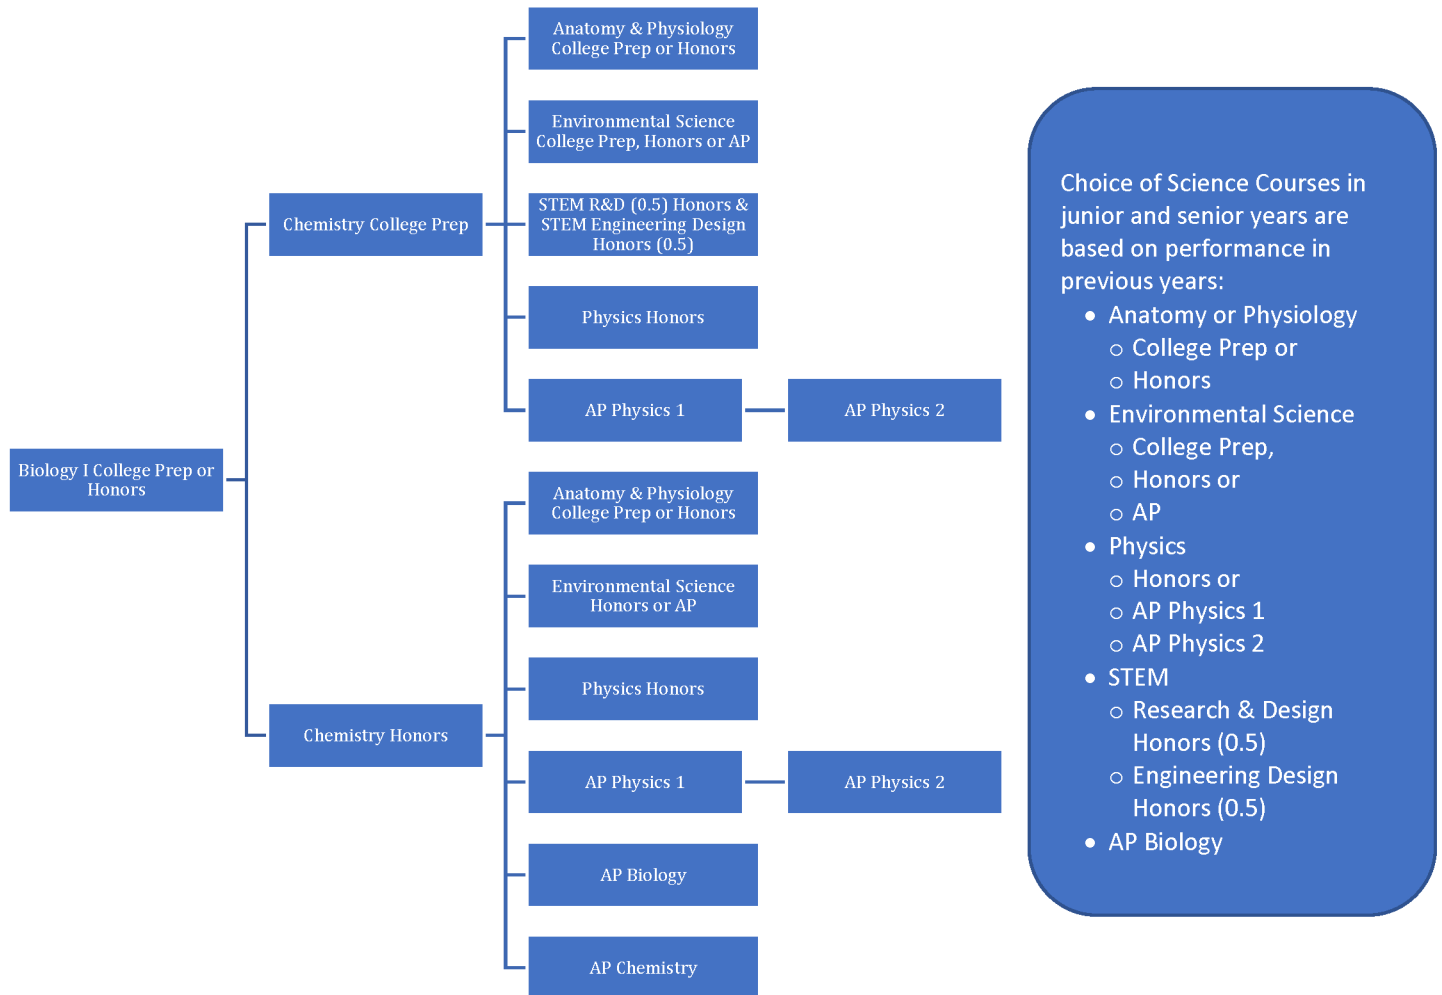 Anatomy & Physiology
College Prep or Honors
Environmental Science
College Prep, Honors or AP
Chemistry College Prep
STEM R&D (0.5) Honors &
STEM Engineering Design
Honors (0.5)
Physics Honors
AP Physics 1
AP Physics 2
Biology I College Prep or
Honors
Anatomy & Physiology
College Prep or Honors
Environmental Science
Honors or AP
Physics Honors
Chemistry Honors
AP Physics 1
AP Physics 2
AP Biology
AP Chemistry
Choice of Science Courses in
junior and senior years are
based on performance in
previous years:
• Anatomy or Physiology
o College Prep or
o Honors
• Environmental Science
o College Prep,
o Honors or
o AP
• Physics
o Honors or
o AP Physics 1
o AP Physics 2
• STEM
o Research & Design
Honors (0.5)
o Engineering Design
Honors (0.5)
• AP Biology